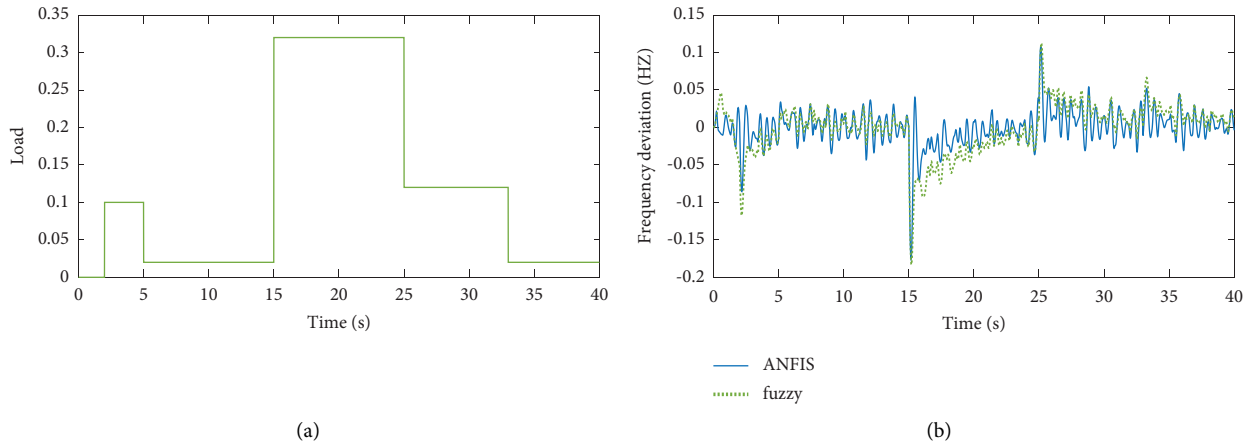 0.35
0.3
0.25
0.2
0.15
0.1
0.05
0
Load
0 5 10 15 20 25 30 35 40
Time (s)
(a)
0.15
0.1
0.05
0
-0.05
-0.1
-0.15
-0.2
Frequency deviation (HZ)
0 5 10 15 20 25 30 35 40
Time (s)
ANFIS
fuzzy
(b)